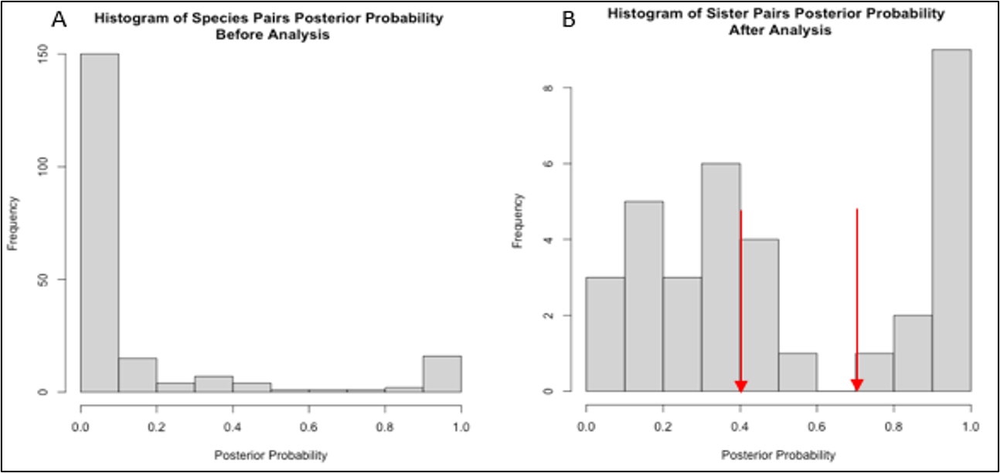 A
Histogram of Species Pairs Posterior Probability
Before Analysis
150
100
50
0
Frequency
0.0 0.2 0.4 0.6 0.8 1.0
Posterior Probability
B
Histogram of Sister Pairs Posterior Probability
After Analysis
8
6
4
2
0
Frequency
0.0 0.2 0.4 0.6 0.8 1.0
Posterior Probability